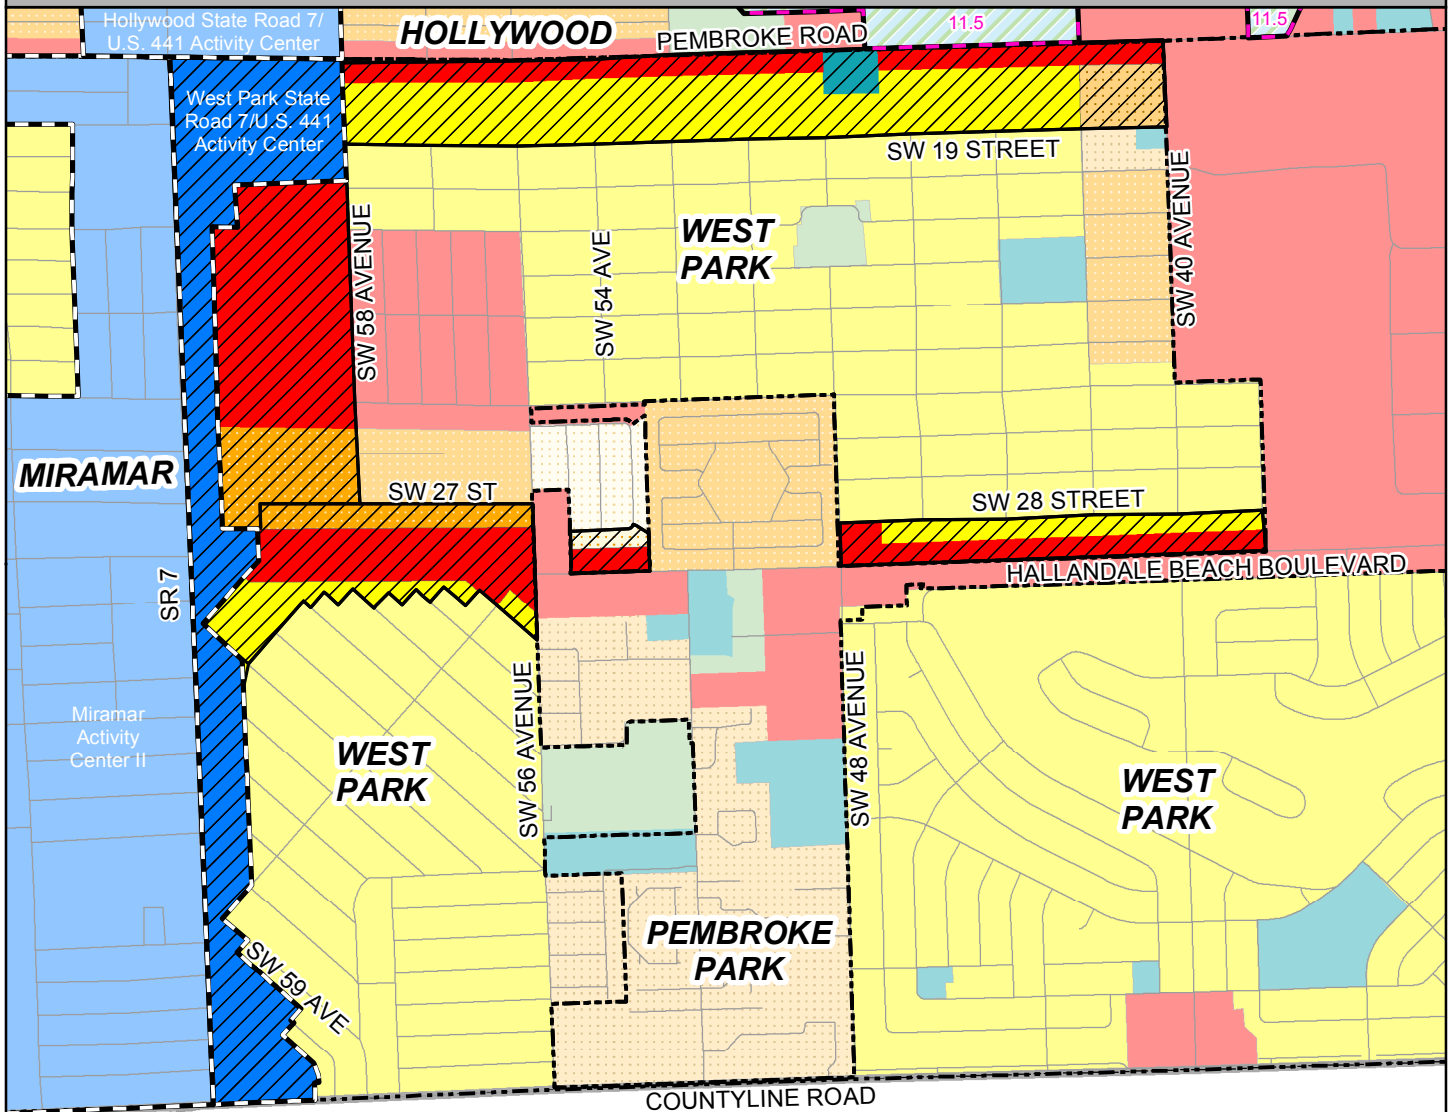 Hollywood State Road 7/
U.S. 441 Activity Center
HOLLYWOOD
PEMBROKE ROAD
11.5
11.5
West Park State
Road 7/U.S. 441
Activity Center
SW 19 STREET
SW 58 AVENUE
SW 54 AVE
WEST
PARK
SW 40 AVENUE
MIRAMAR
SW 27 ST
SW 28 STREET
SR 7
HALLANDALE BEACH BOULEVARD
Miramar
Activity
Center II
WEST
PARK
SW 56 AVENUE
SW 48 AVENUE
WEST
PARK
PEMBROKE
PARK
SW 59 AVE
COUNTYLINE ROAD